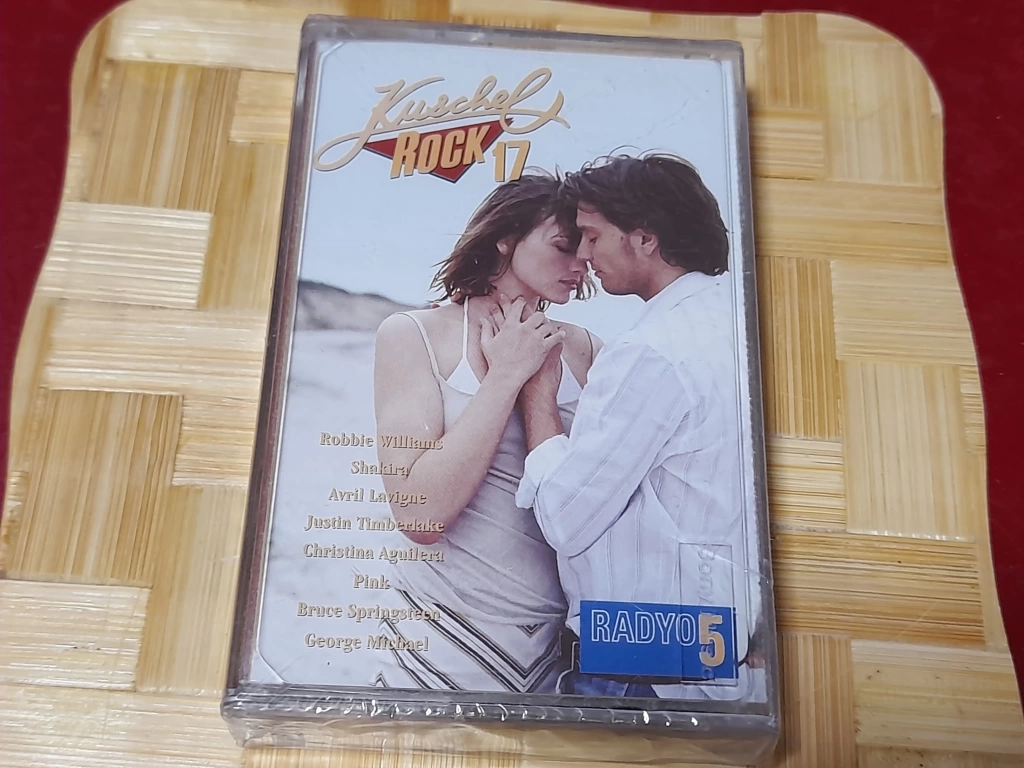 Kuschel
ROCK 17
Robbie Williams
Shakira
Avril Lavigne
Justin Timberlake
Christina Aguilera
Pink
Bruce Springsteen
George Michael
RADYO 5